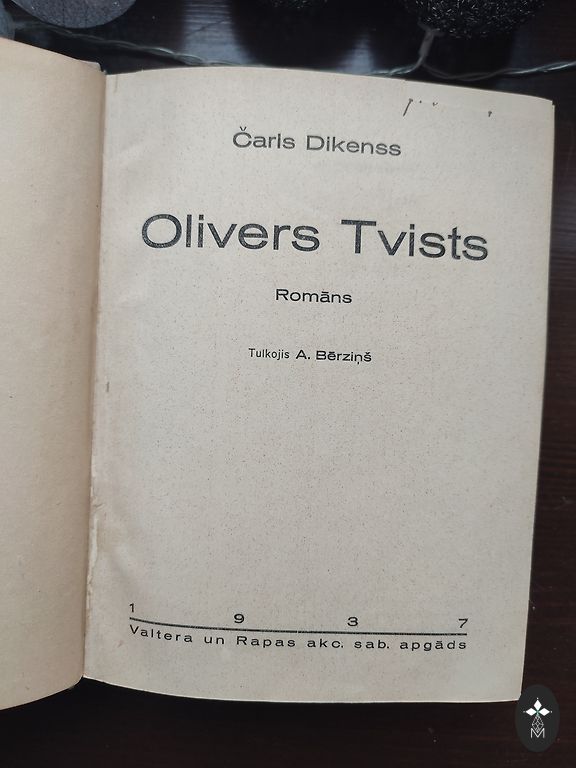 Čarls Dikenss
Olivers Tvists
Romāns
Tulkojis A. Bērziņš
1 9 3 7
Valtera un Rapas akc. sab. apgāds
M